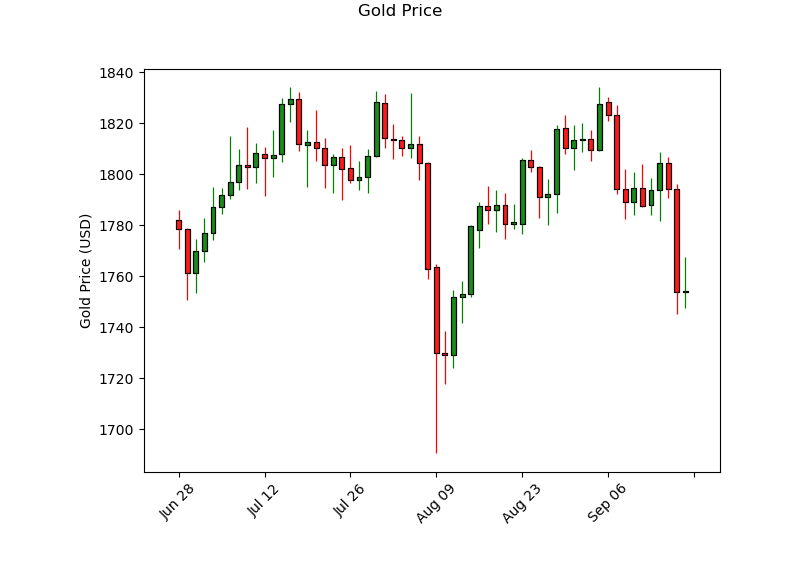 Gold Price
Gold Price (USD)
1840
1820
1800
1780
1760
1740
1720
1700
Jun 28
Jul 12
Jul 26
Aug 09
Aug 23
Sep 06